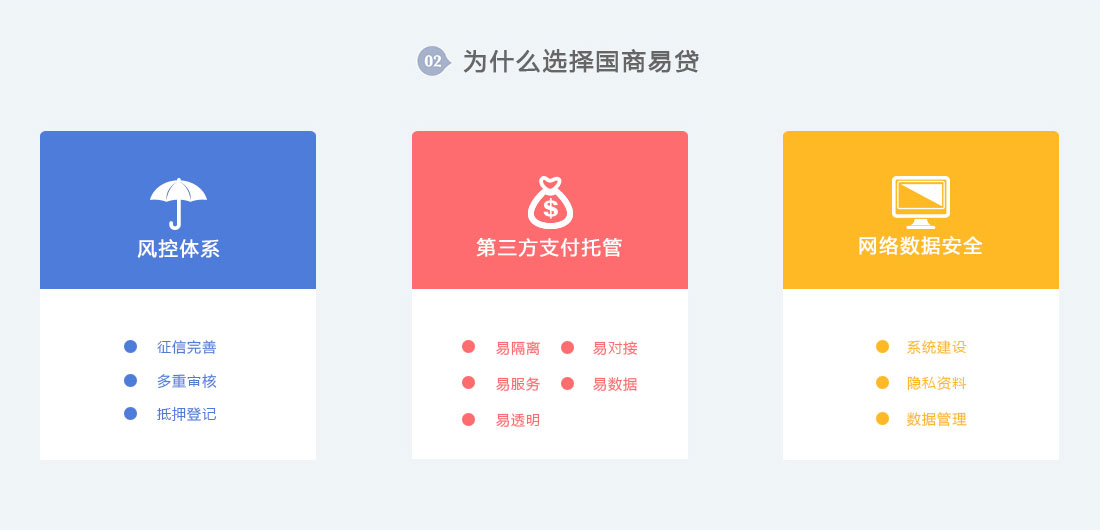 02 为什么选择国商易贷
风控体系
征信完善
多重审核
抵押登记
$
第三方支付托管
易隔离 易对接
易服务 易数据
易透明
网络数据安全
系统建设
隐私资料
数据管理